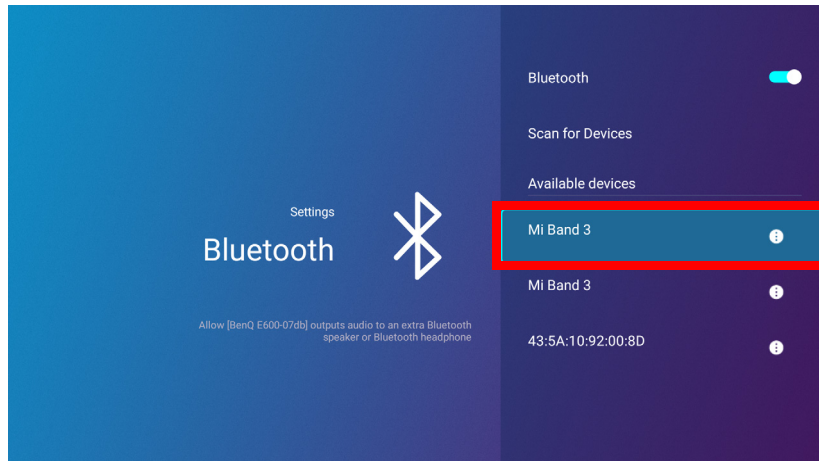 Settings
Bluetooth
Allow [BenQ E600-07db] outputs audio to an extra Bluetooth
speaker or Bluetooth headphone
Bluetooth
Scan for Devices
Available devices
Mi Band 3
Mi Band 3
43:5A:10:92:00:8D